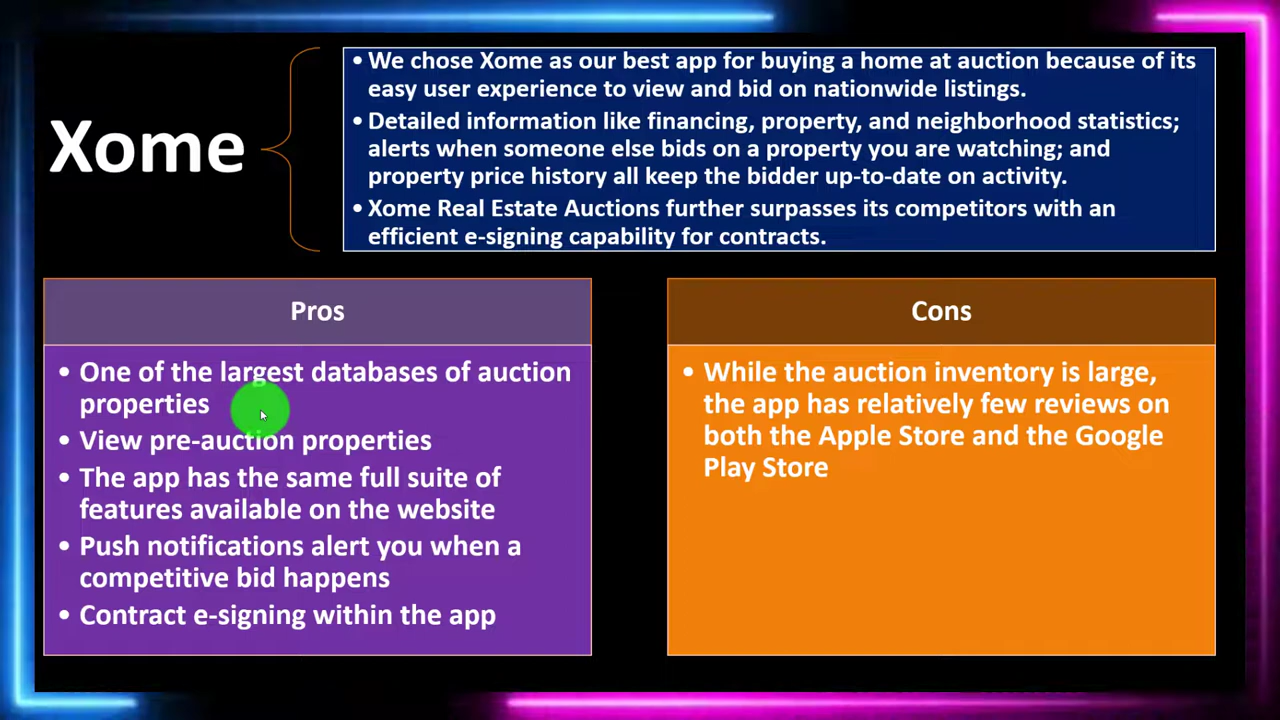 Xome
• We chose Xome as our best app for buying a home at auction because of its
easy user experience to view and bid on nationwide listings.
• Detailed information like financing, property, and neighborhood statistics;
alerts when someone else bids on a property you are watching; and
property price history all keep the bidder up-to-date on activity.
• Xome Real Estate Auctions further surpasses its competitors with an
efficient e-signing capability for contracts.
Pros
• One of the largest databases of auction
properties
• View pre-auction properties
• The app has the same full suite of
features available on the website
• Push notifications alert you when a
competitive bid happens
• Contract e-signing within the app
Cons
• While the auction inventory is large,
the app has relatively few reviews on
both the Apple Store and the Google
Play Store